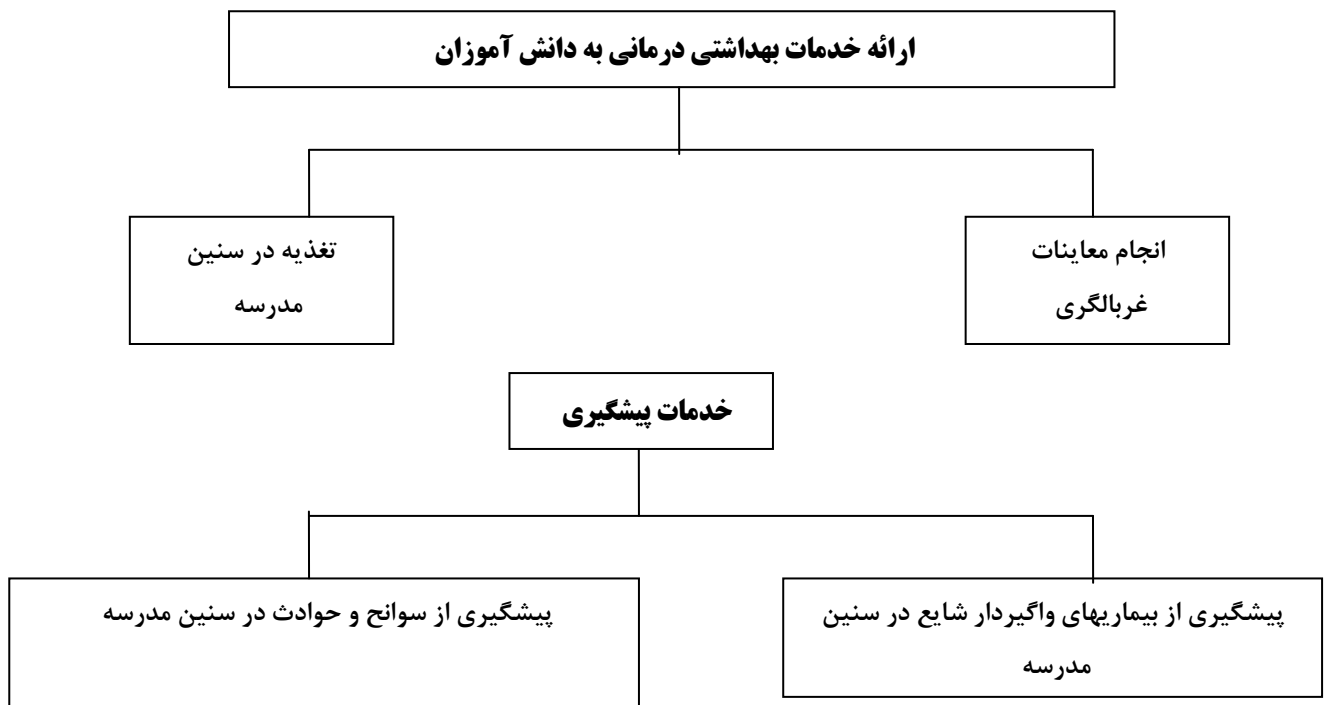 ارائه خدمات بهداشتی درمانی به دانش آموزان
انجام معاینات
غربالگری
تغذیه در سنین
مدرسه
خدمات پیشگیری
پیشگیری از بیماریهای واگیردار شایع در سنین
مدرسه
پیشگیری از سوانح و حوادث در سنین مدرسه